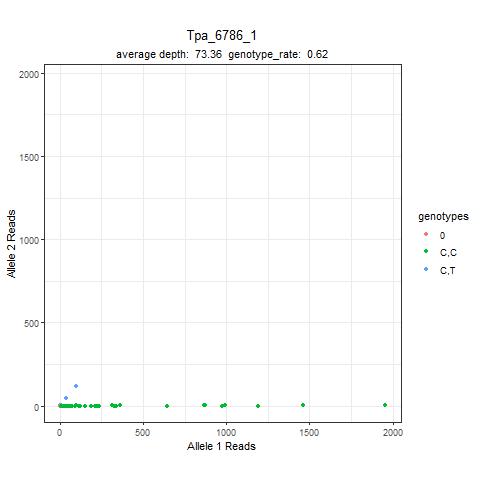 Tpa_6786_1
average depth: 73.36 genotype_rate: 0.62
2000
1500
1000
500
0
Allele 2 Reads
0 500 1000 1500 2000
Allele 1 Reads
genotypes
0
C,C
C,T